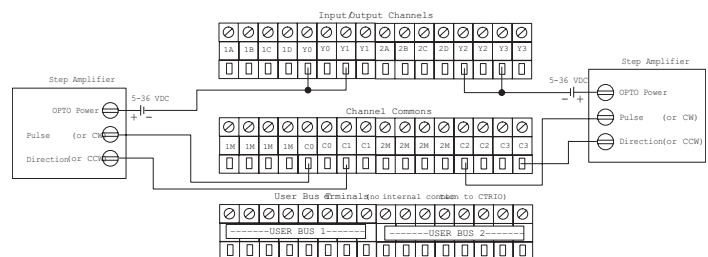 Input/Output Channels
1A 1B 1C 1D Y0 Y0 Y1 Y1 2A 2B 2C 2D Y2 Y2 Y3 Y3
Step Amplifier
5-36 VDC
OPTO Power
+ -
Pulse (or CW)
Direction(or CCW)
Step Amplifier
5-36 VDC
OPTO Power
- +
Pulse (or CW)
Direction(or CCW)
Channel Commons
1M 1M 1M 1M C0 C0 C1 C1 2M 2M 2M 2M C2 C2 C3 C3
User Bus (no internal to CTRIO)
-------USER BUS 1-------
-------USER BUS 2-------